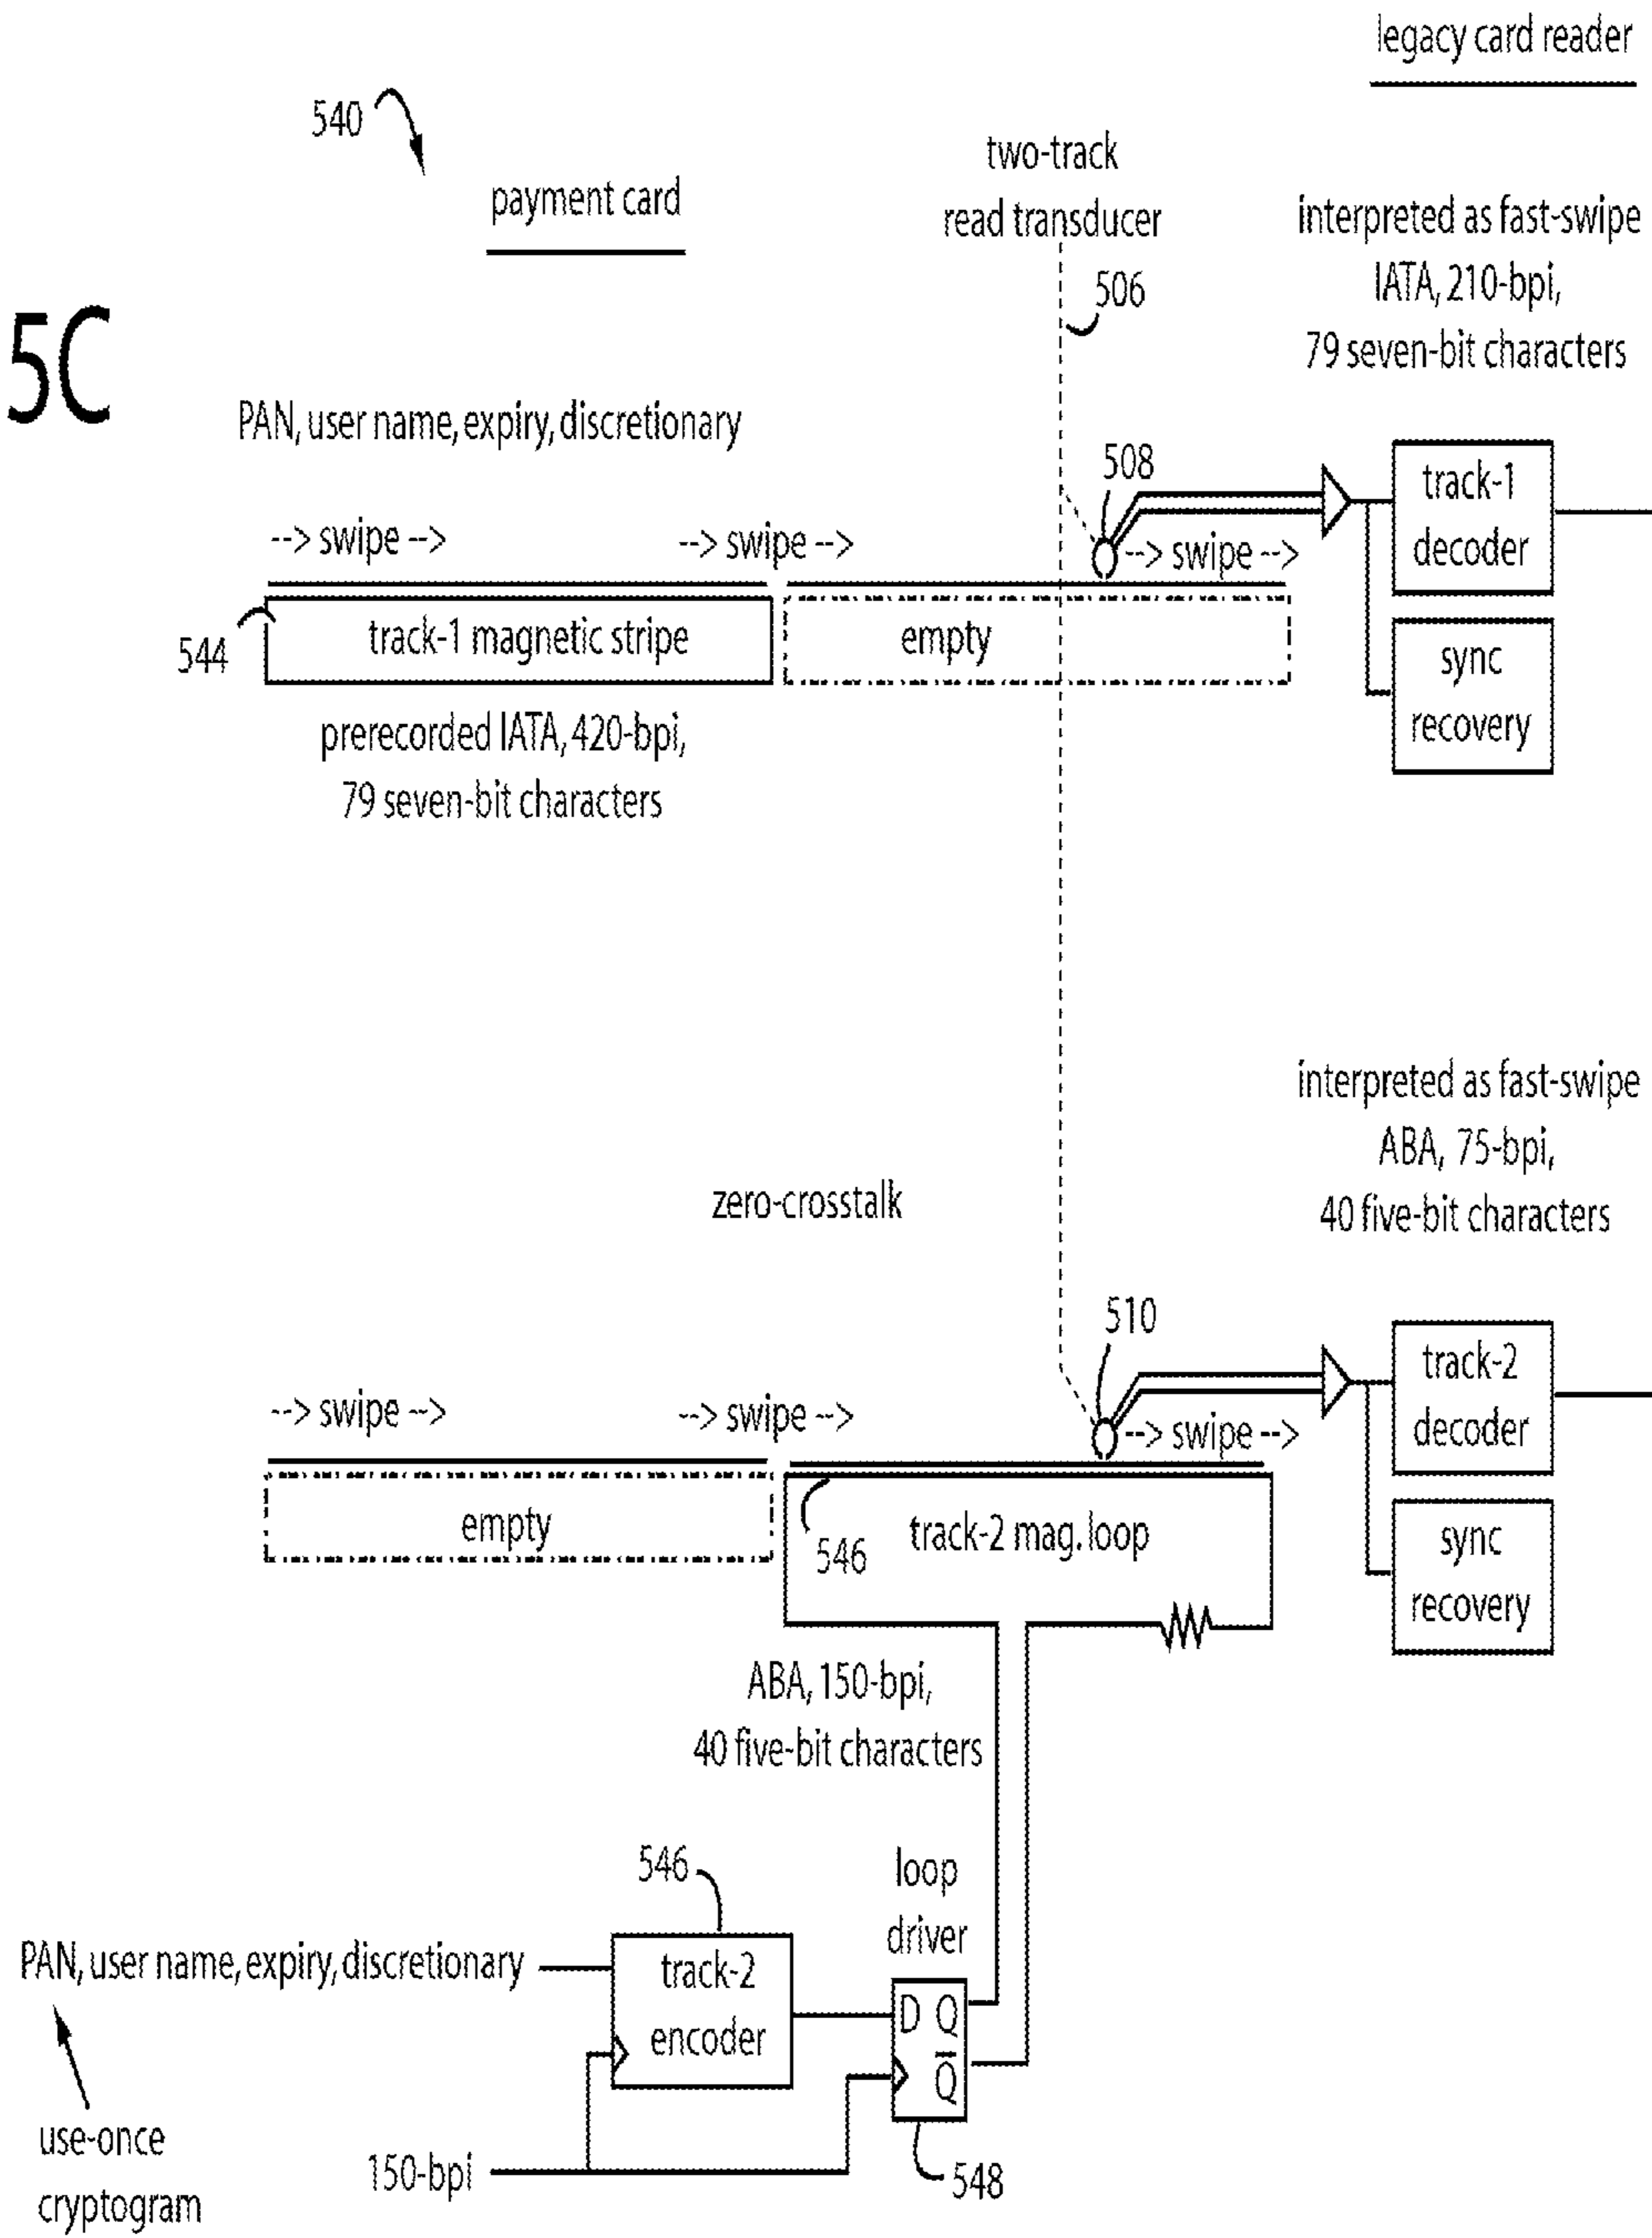 legacy card reader
540
payment card
two-track
read transducer
506
interpreted as fast-swipe
IATA, 210-bpi,
79 seven-bit characters
5C
PAN, user name, expiry, discretionary
508
track-1
decoder
--> swipe -->
--> swipe -->
--> swipe -->
544
track-1 magnetic stripe
empty
sync
recovery
prerecorded IATA, 420-bpi,
79 seven-bit characters
interpreted as fast-swipe
ABA, 75-bpi,
40 five-bit characters
zero-crosstalk
510
track-2
decoder
--> swipe -->
--> swipe -->
--> swipe -->
empty
546
track-2 mag. loop
sync
recovery
ABA, 150-bpi,
40 five-bit characters
546
loop
driver
PAN, user name, expiry, discretionary
track-2
encoder
D Q
Q̅
use-once
cryptogram
150-bpi
548